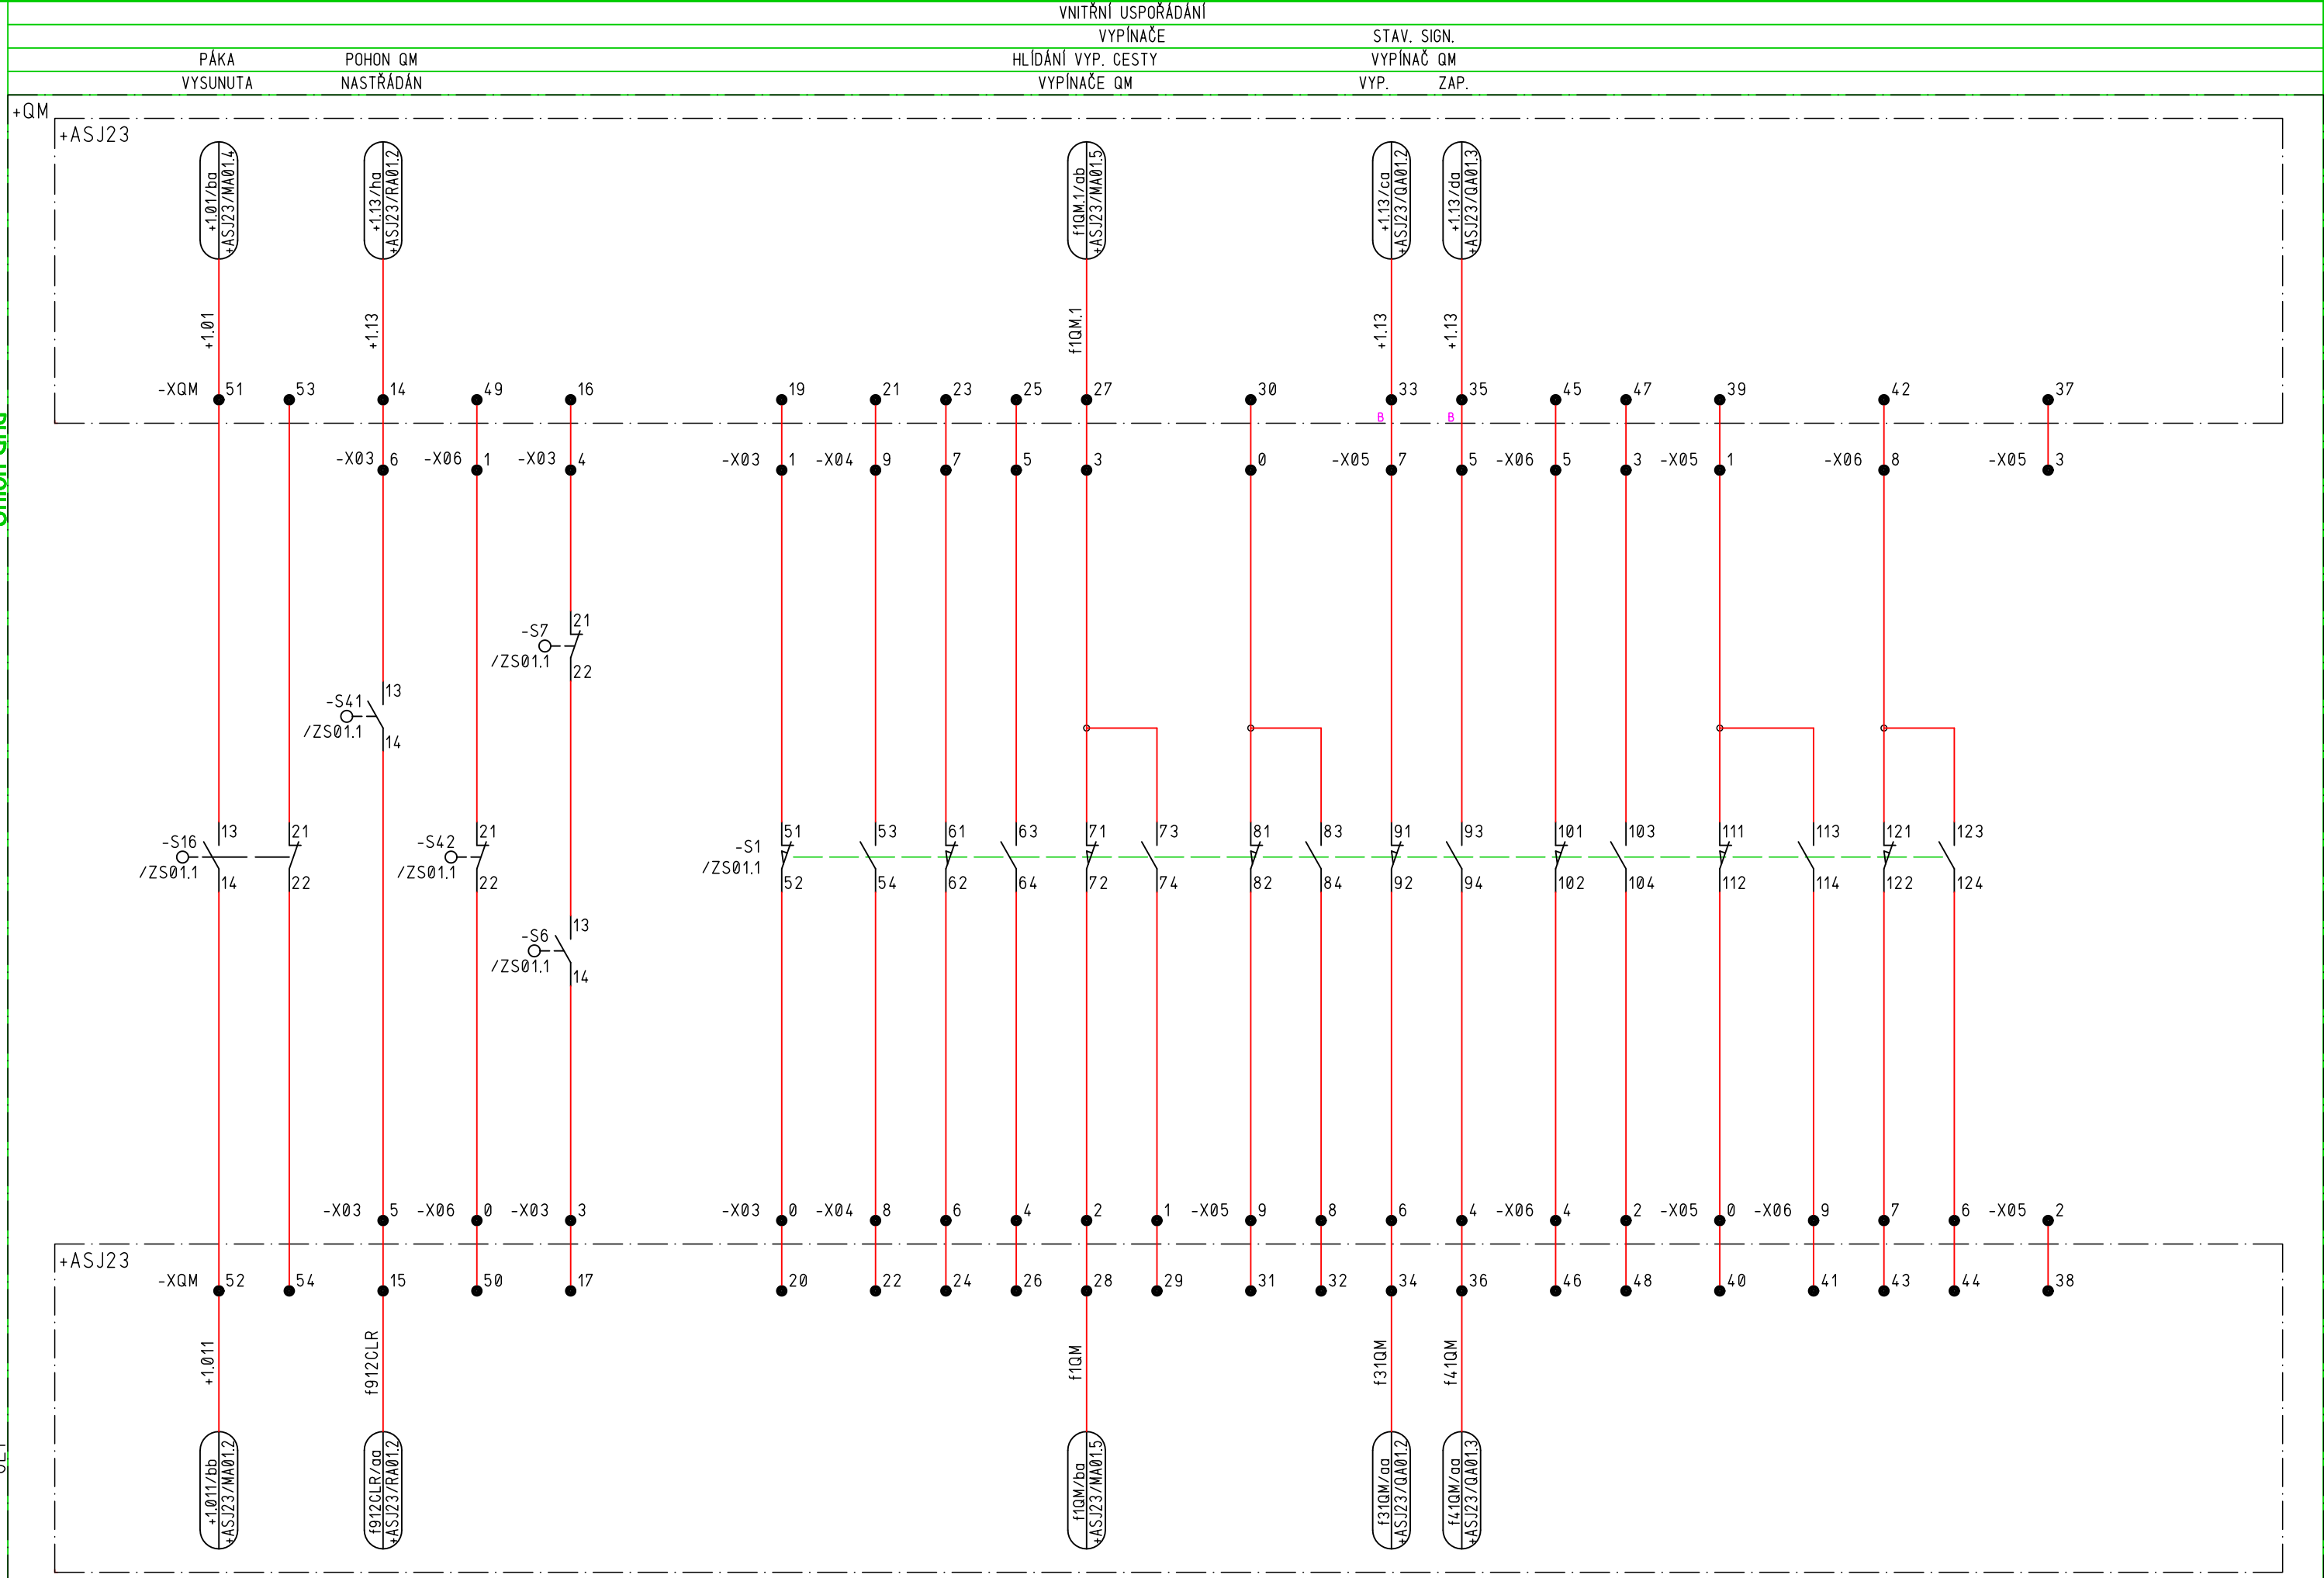 VNITŘNÍ USPOŘÁDÁNÍ
VYPÍNAČE STAV. SIGN.
PÁKA POHON QM HLÍDÁNÍ VYP. CESTY VYPÍNAČ QM
VYSUNUTA NASTŘÁDÁN VYPÍNAČE QM VYP. ZAP.
+QM
+ASJ23
+1.01/ba
+ASJ23/MA01.4
+1.13/ha
+ASJ23/RA01.2
f1QM.1/ab
+ASJ23/MA01.5
+1.13/ca
+ASJ23/QA01.2
+1.13/da
+ASJ23/QA01.3
+1.01 +1.13 f1QM.1 +1.13 +1.13
-XQM 51 53 14 49 16 19 21 23 25 27 30 33 35 45 47 39 42 37
B B
-X03 6 -X06 1 -X03 4 -X03 1 -X04 9 7 5 3 0 -X05 7 5 -X06 5 3 -X05 1 -X06 8 -X05 3
21
-S7
/ZS01.1
22
13
-S41
/ZS01.1
14
13 21 21 51 53 61 63 71 73 81 83 91 93 101 103 111 113 121 123
-S16 -S42 -S1
/ZS01.1 /ZS01.1 /ZS01.1
14 22 22 52 54 62 64 72 74 82 84 92 94 102 104 112 114 122 124
13
-S6
/ZS01.1
14
-X03 5 -X06 0 -X03 3 -X03 0 -X04 8 6 4 2 1 -X05 9 8 6 4 -X06 4 2 -X05 0 -X06 9 7 6 -X05 2
+ASJ23
-XQM 52 54 15 50 17 20 22 24 26 28 29 31 32 34 36 46 48 40 41 43 44 38
+1.011 f912CLR f1QM f31QM f41QM
+1.011/bb
+ASJ23/MA01.2
f912CLR/aa
+ASJ23/RA01.2
f1QM/ba
+ASJ23/MA01.5
f31QM/aa
+ASJ23/QA01.2
f41QM/aa
+ASJ23/QA01.3